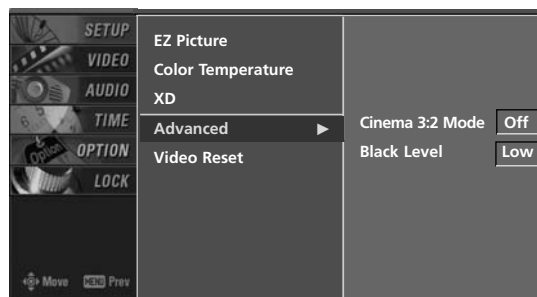 SETUP
VIDEO
AUDIO
TIME
OPTION
LOCK
Move MENU Prev
EZ Picture
Color Temperature
XD
Advanced ►
Video Reset
Cinema 3:2 Mode Off
Black Level Low